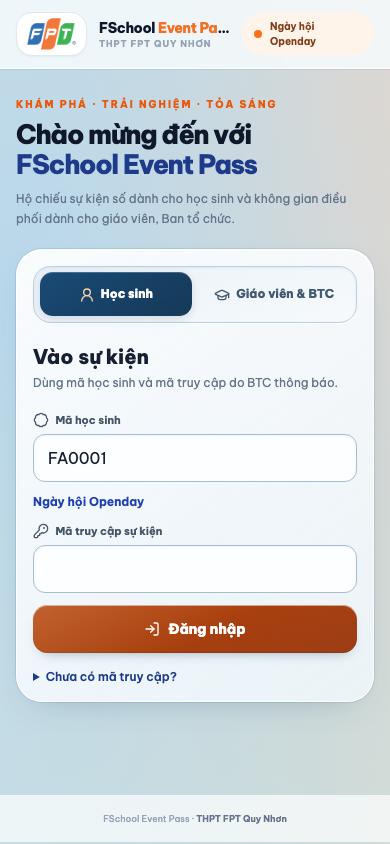 FPT
FSchool Event Pa...
THPT FPT QUY NHƠN
Ngày hội
Openday
KHÁM PHÁ · TRẢI NGHIỆM · TỎA SÁNG
Chào mừng đến với
FSchool Event Pass
Hộ chiếu sự kiện số dành cho học sinh và không gian điều
phối dành cho giáo viên, Ban tổ chức.
Học sinh
Giáo viên & BTC
Vào sự kiện
Dùng mã học sinh và mã truy cập do BTC thông báo.
Mã học sinh
FA0001
Ngày hội Openday
Mã truy cập sự kiện
Đăng nhập
Chưa có mã truy cập?
FSchool Event Pass · THPT FPT Quy Nhơn